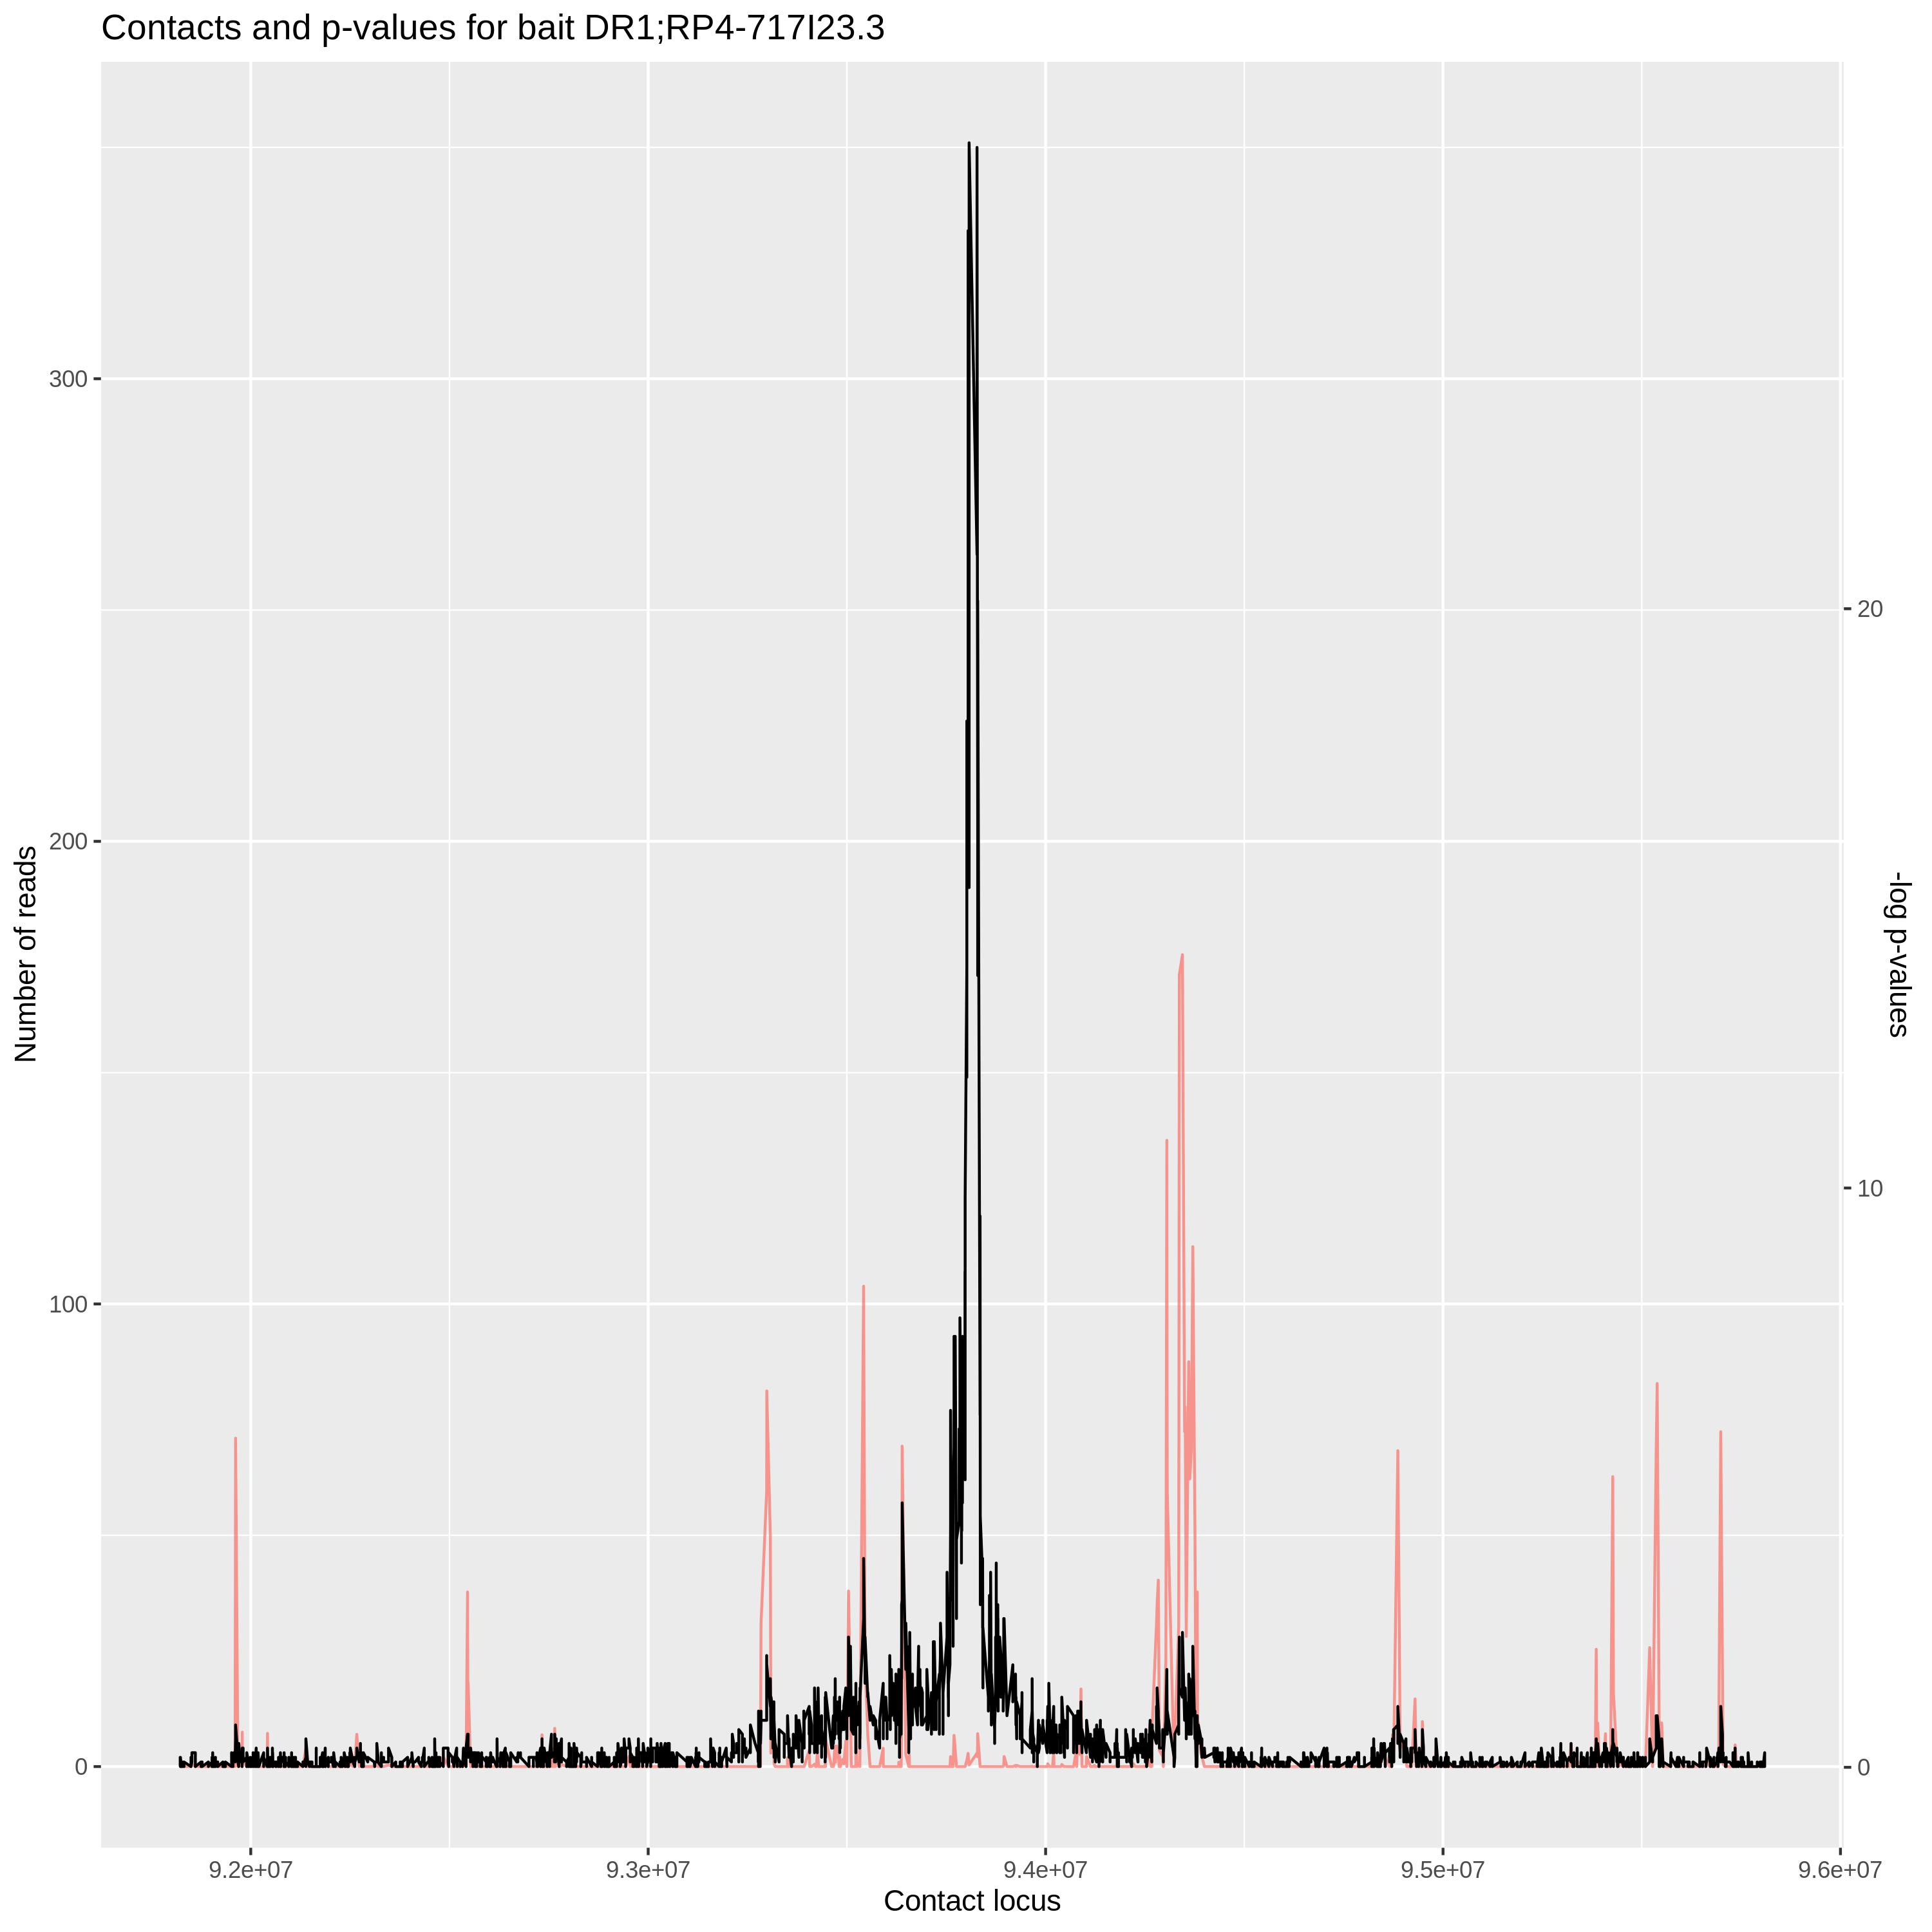 Contacts and p-values for bait DR1;RP4-717I23.3
300
200
100
0
Number of reads
20
10
0
-log p-values
9.2e+07
9.3e+07
9.4e+07
9.5e+07
9.6e+07
Contact locus